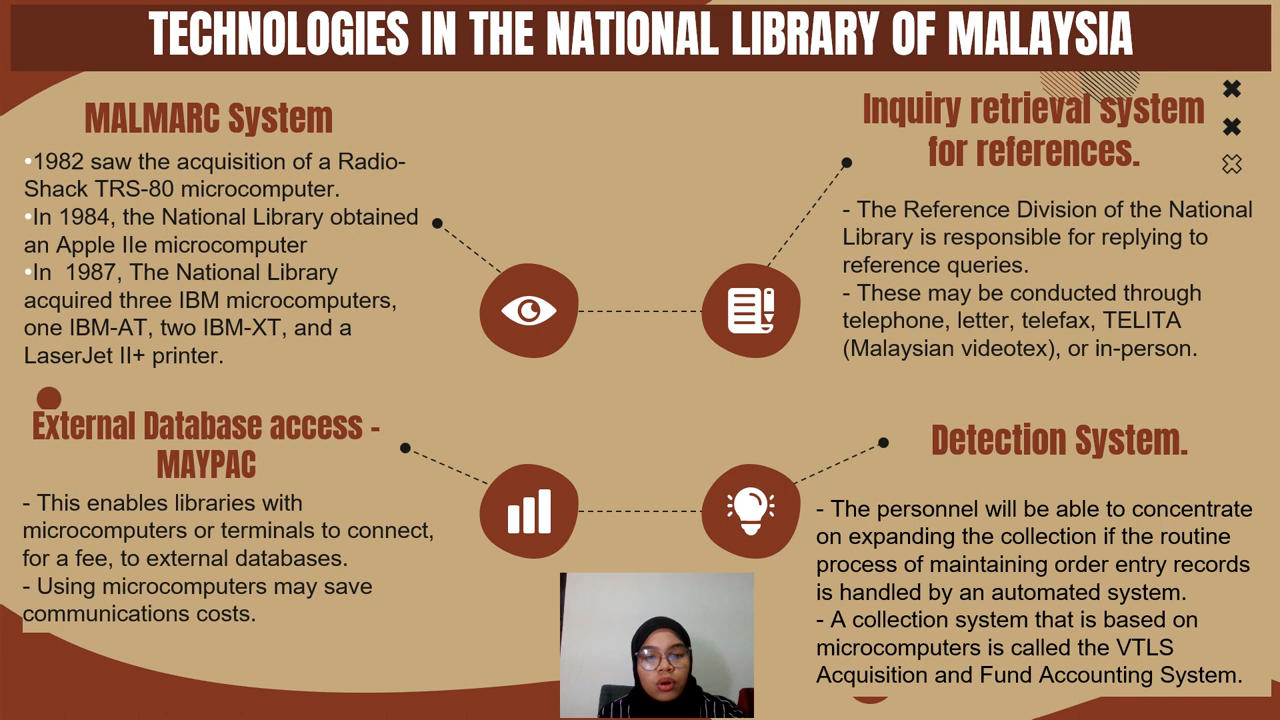 TECHNOLOGIES IN THE NATIONAL LIBRARY OF MALAYSIA
MALMARC System
•1982 saw the acquisition of a Radio-
Shack TRS-80 microcomputer.
•In 1984, the National Library obtained
an Apple IIe microcomputer
•In 1987, The National Library
acquired three IBM microcomputers,
one IBM-AT, two IBM-XT, and a
LaserJet II+ printer.
Inquiry retrieval system
for references.
- The Reference Division of the National
Library is responsible for replying to
reference queries.
- These may be conducted through
telephone, letter, telefax, TELITA
(Malaysian videotex), or in-person.
External Database access -
MAYPAC
- This enables libraries with
microcomputers or terminals to connect,
for a fee, to external databases.
- Using microcomputers may save
communications costs.
Detection System.
- The personnel will be able to concentrate
on expanding the collection if the routine
process of maintaining order entry records
is handled by an automated system.
- A collection system that is based on
microcomputers is called the VTLS
Acquisition and Fund Accounting System.